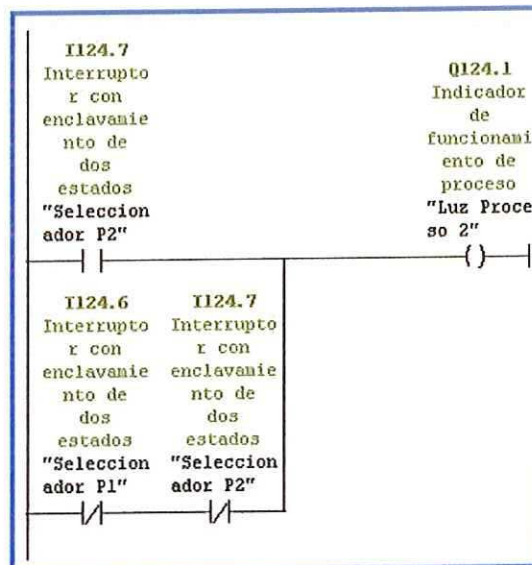 I124.7
Interrupto
r con
enclavamie
nto de
dos
estados
"Seleccion
ador P2"
Q124.1
Indicador
de
funcionami
ento de
proceso
"Luz Proce
so 2"
I124.6
Interrupto
r con
enclavamie
nto de
dos
estados
"Seleccion
ador P1"
I124.7
Interrupto
r con
enclavamie
nto de
dos
estados
"Seleccion
ador P2"